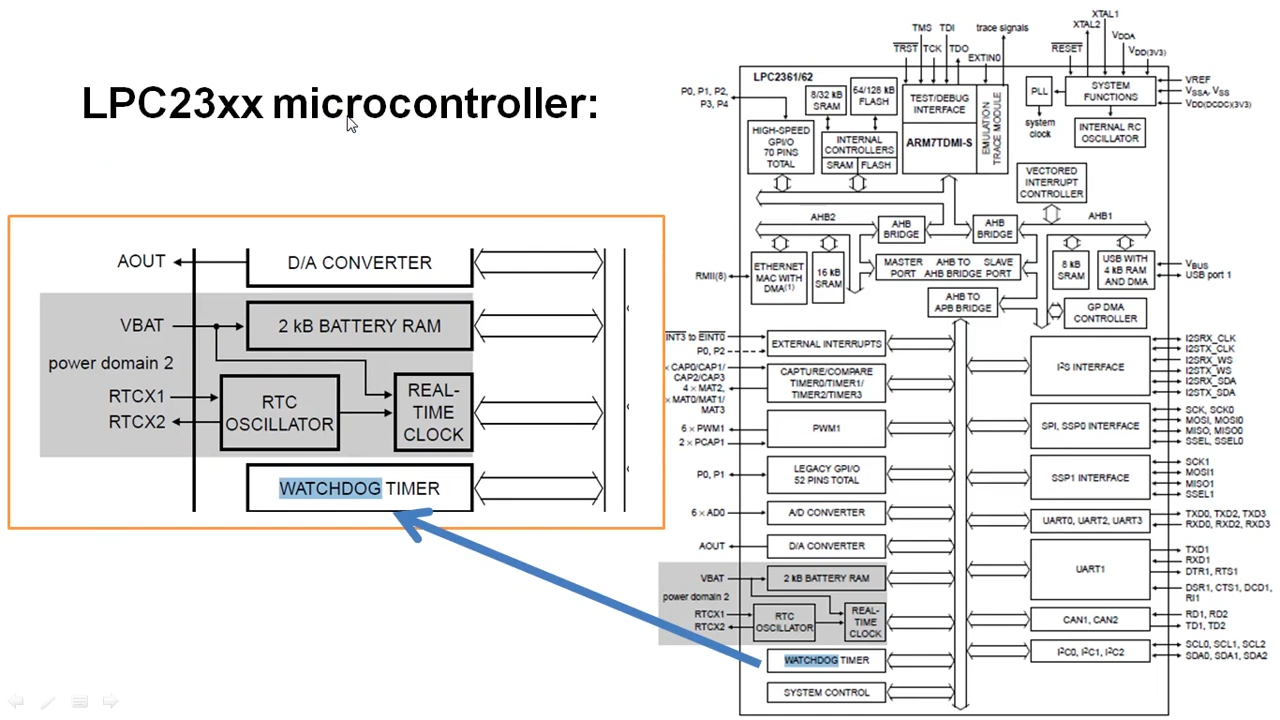 LPC23xx microcontroller:
AOUT
D/A CONVERTER
VBAT
2 kB BATTERY RAM
power domain 2
RTCX1
RTCX2
RTC
OSCILLATOR
REAL-
TIME
CLOCK
WATCHDOG TIMER
XTAL1
XTAL2
TMS TDI
trace signals
VDDA
TRST TCK TDO
RESET
VDD(3V3)
EXTIN0
LPC2361/62
P0, P1, P2,
P3, P4
8/32 kB
SRAM
64/128 kB
FLASH
TEST/DEBUG
INTERFACE
EMULATION
TRACE MODULE
PLL
SYSTEM
FUNCTIONS
VREF
VSSA, VSS
VDD(DCDC)(3V3)
system
clock
HIGH-SPEED
GPI/O
70 PINS
TOTAL
INTERNAL
CONTROLLERS
SRAM FLASH
ARM7TDMI-S
INTERNAL RC
OSCILLATOR
VECTORED
INTERRUPT
CONTROLLER
AHB2
AHB
BRIDGE
AHB
BRIDGE
AHB1
RMII(8)
ETHERNET
MAC WITH
DMA(1)
16 kB
SRAM
MASTER AHB TO SLAVE
PORT AHB BRIDGE PORT
8 kB
SRAM
USB WITH
4 kB RAM
AND DMA
VBUS
USB port 1
AHB TO
APB BRIDGE
GP DMA
CONTROLLER
INT3 to EINT0
P0, P2
EXTERNAL INTERRUPTS
× CAP0/CAP1/
CAP2/CAP3
4 × MAT2,
× MAT0/MAT1/
MAT3
CAPTURE/COMPARE
TIMER0/TIMER1/
TIMER2/TIMER3
6 × PWM1
2 × PCAP1
PWM1
P0, P1
LEGACY GPI/O
52 PINS TOTAL
6 × AD0
A/D CONVERTER
AOUT
D/A CONVERTER
VBAT
2 kB BATTERY RAM
power domain 2
RTCX1
RTCX2
RTC
OSCILLATOR
REAL-
TIME
CLOCK
WATCHDOG TIMER
SYSTEM CONTROL
I2S INTERFACE
I2SRX_CLK
I2STX_CLK
I2SRX_WS
I2STX_WS
I2SRX_SDA
I2STX_SDA
SPI, SSP0 INTERFACE
SCK, SCK0
MOSI, MOSI0
MISO, MISO0
SSEL, SSEL0
SSP1 INTERFACE
SCK1
MOSI1
MISO1
SSEL1
UART0, UART2, UART3
TXD0, TXD2, TXD3
RXD0, RXD2, RXD3
UART1
TXD1
RXD1
DTR1, RTS1
DSR1, CTS1, DCD1,
RI1
CAN1, CAN2
RD1, RD2
TD1, TD2
I2C0, I2C1, I2C2
SCL0, SCL1, SCL2
SDA0, SDA1, SDA2